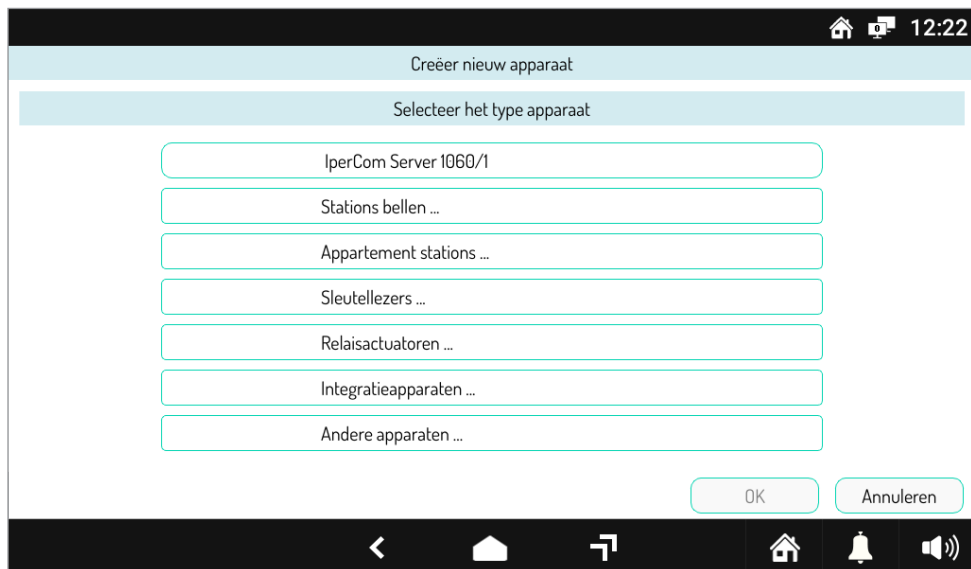 12:22
Creëer nieuw apparaat
Selecteer het type apparaat
IperCom Server 1060/1
Stations bellen ...
Appartement stations ...
Sleutellezers ...
Relaisactuatoren ...
Integratieapparaten ...
Andere apparaten ...
OK Annuleren